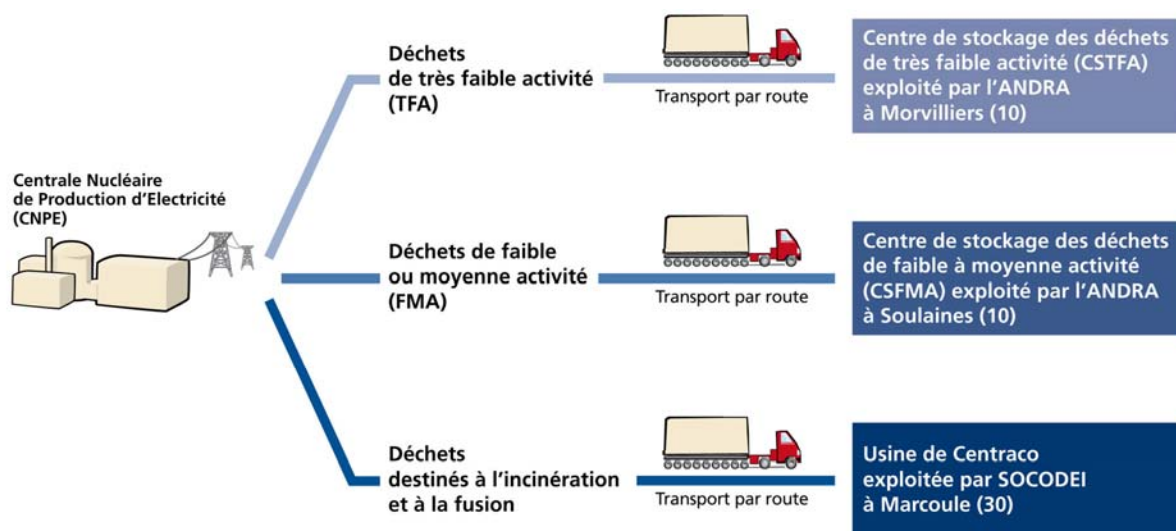 Centrale Nucléaire
de Production d'Electricité
(CNPE)
Déchets
de très faible activité
(TFA)
Transport par route
Centre de stockage des déchets
de très faible activité (CSTFA)
exploité par l'ANDRA
à Morvilliers (10)
Déchets de faible
ou moyenne activité
(FMA)
Transport par route
Centre de stockage des déchets
de faible à moyenne activité
(CSFMA) exploité par l'ANDRA
à Soulaines (10)
Déchets
destinés à l'incinération
et à la fusion
Transport par route
Usine de Centraco
exploitée par SOCODEI
à Marcoule (30)